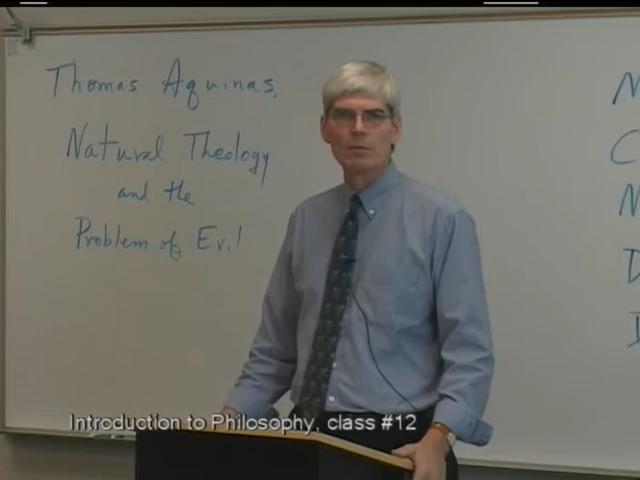 Thomas Aquinas,
Natural Theology
and the
Problem of Evil
Introduction to Philosophy, class #12